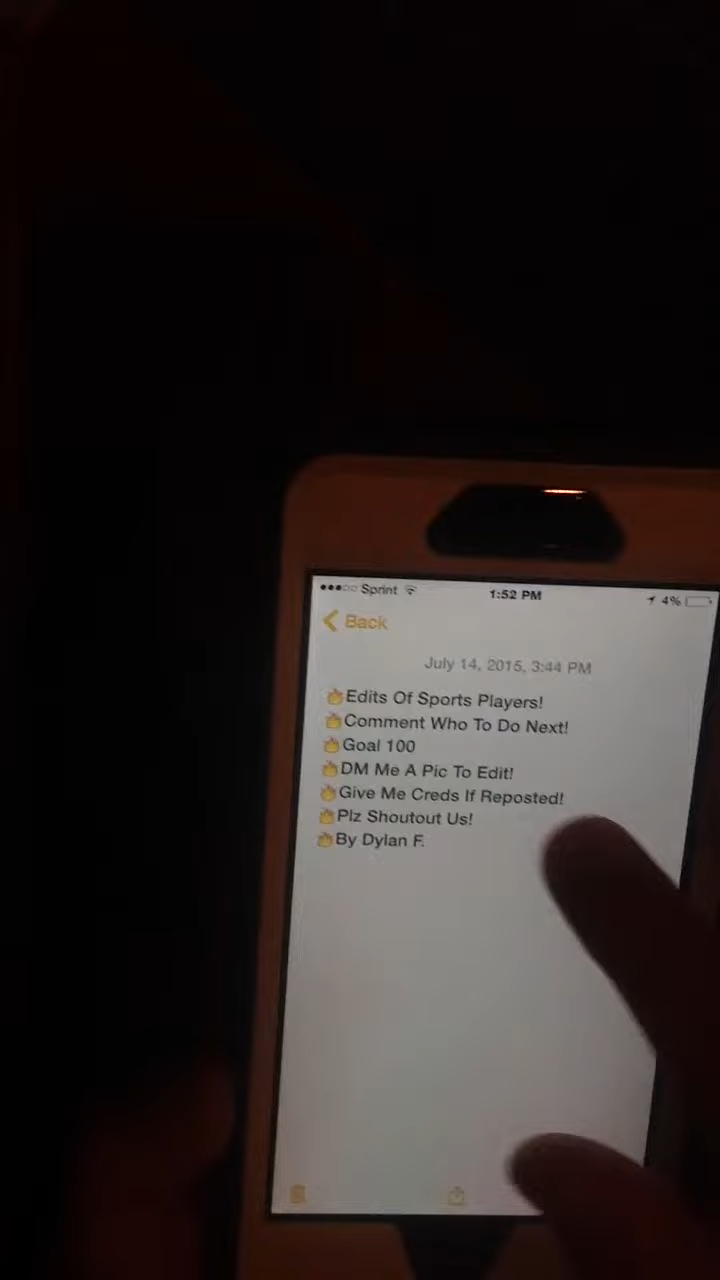 Sprint 1:52 PM 4%
Back
July 14, 2015, 3:44 PM
🔥Edits Of Sports Players!
🔥Comment Who To Do Next!
🔥Goal 100
🔥DM Me A Pic To Edit!
🔥Give Me Creds If Reposted!
🔥Plz Shoutout Us!
🔥By Dylan F.